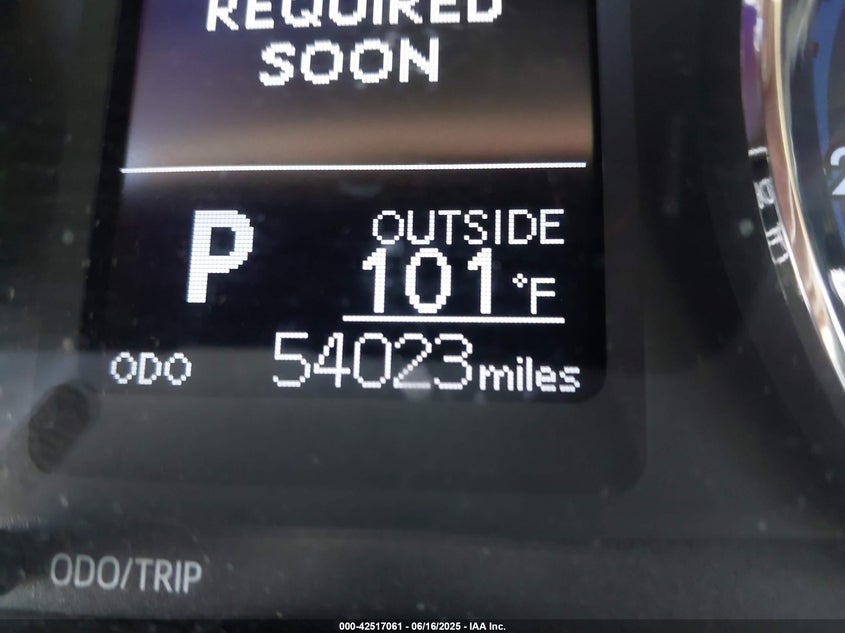 REQUIRED
SOON
P
OUTSIDE
101°F
ODO 54023 miles
ODO/TRIP
000-42517061 - 06/16/2025 - IAA Inc.